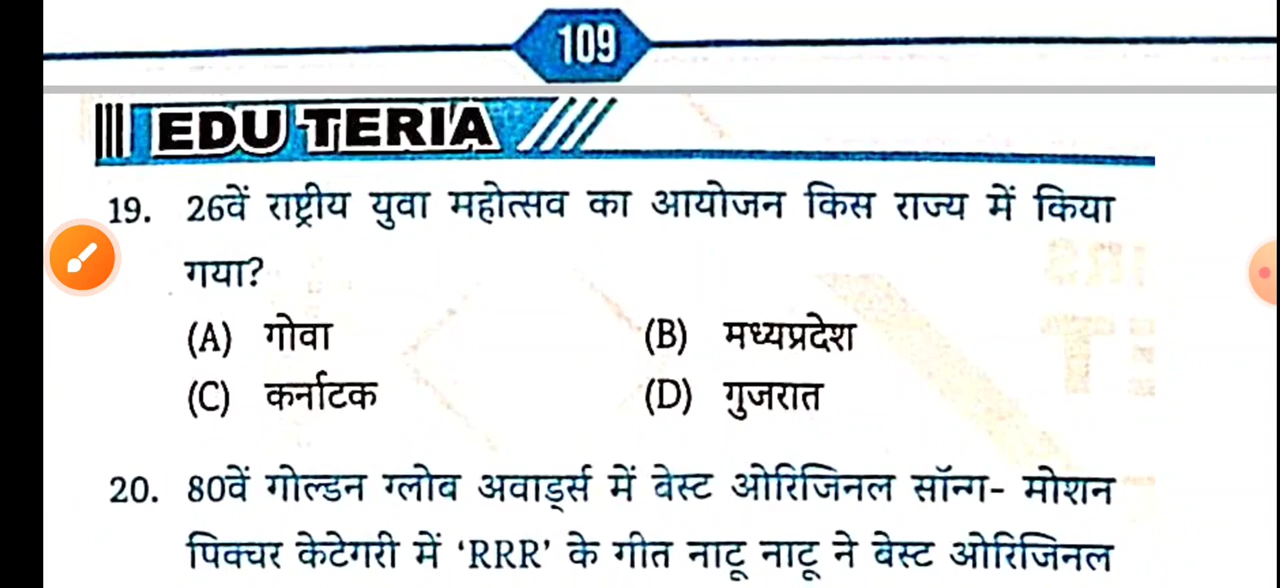 109
EDU TERIA
19. 26वें राष्ट्रीय युवा महोत्सव का आयोजन किस राज्य में किया
गया?
(A) गोवा (B) मध्यप्रदेश
(C) कर्नाटक (D) गुजरात
20. 80वें गोल्डन ग्लोब अवार्ड्स में बेस्ट ओरिजिनल सॉन्ग- मोशन
पिक्चर केटेगरी में ‘RRR’ के गीत नाटू नाटू ने बेस्ट ओरिजिनल